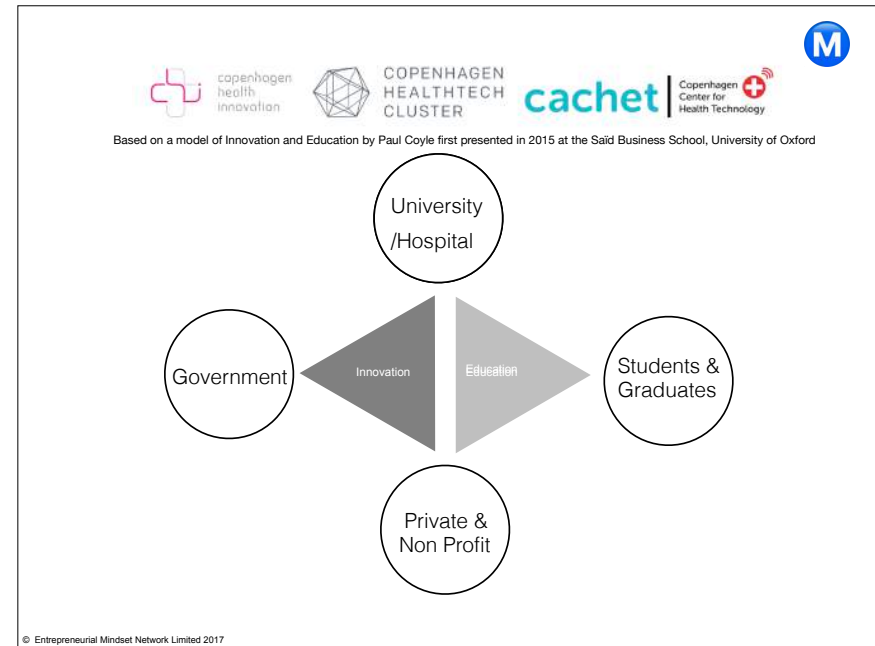 M
copenhagen
health
innovation
COPENHAGEN
HEALTHTECH
CLUSTER
cachet
Copenhagen
Center for
Health Technology
Based on a model of Innovation and Education by Paul Coyle first presented in 2015 at the Saïd Business School, University of Oxford
University
/Hospital
Government
Innovation
Education
Education
Students &
Graduates
Private &
Non Profit
© Entrepreneurial Mindset Network Limited 2017